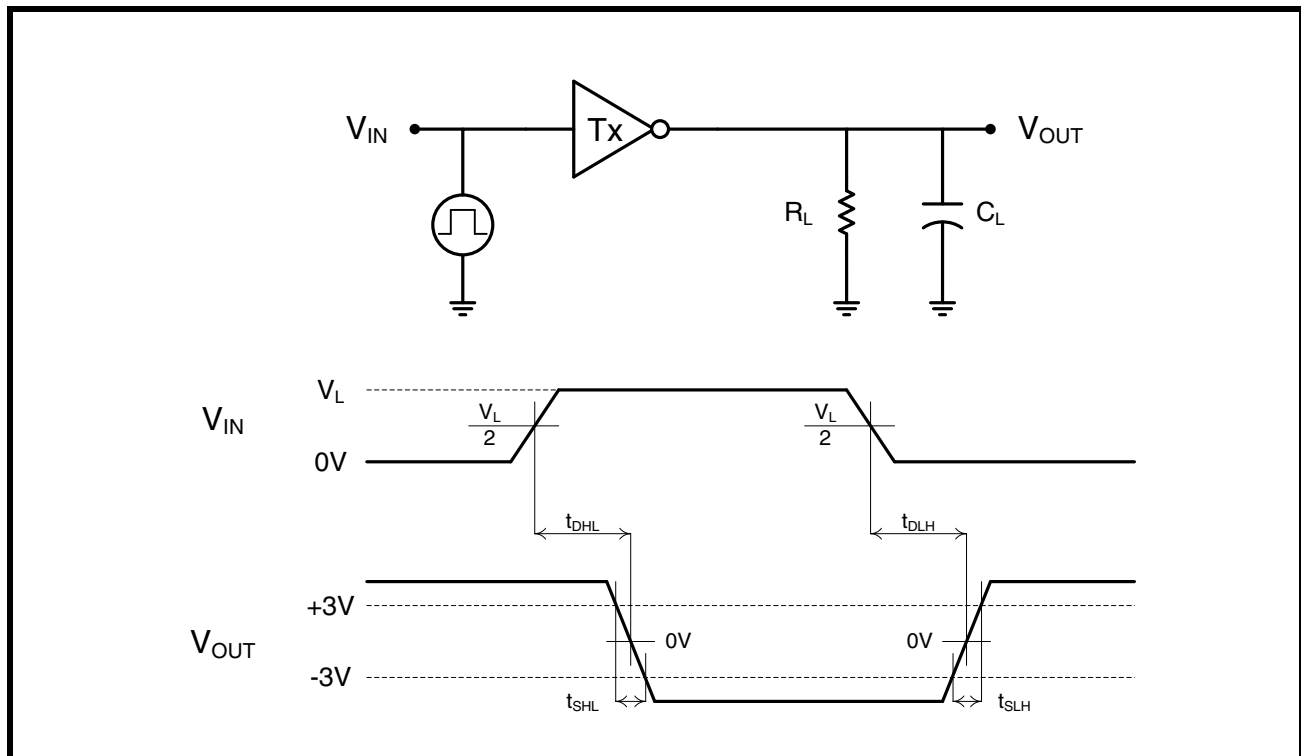 V_IN
Tx
V_OUT
R_L
C_L
V_L
V_IN
V_L
2
V_L
2
0V
t_DHL
t_DLH
+3V
V_OUT
0V
0V
-3V
t_SHL
t_SLH